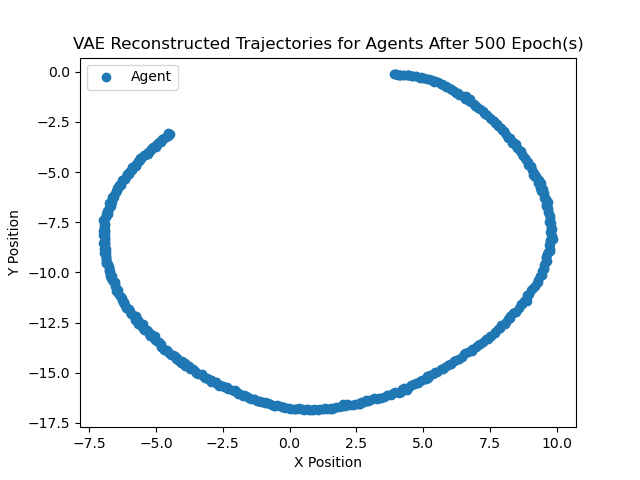 VAE Reconstructed Trajectories for Agents After 500 Epoch(s)
Agent
0.0
−2.5
−5.0
−7.5
−10.0
−12.5
−15.0
−17.5
Y Position
−7.5 −5.0 −2.5 0.0 2.5 5.0 7.5 10.0
X Position